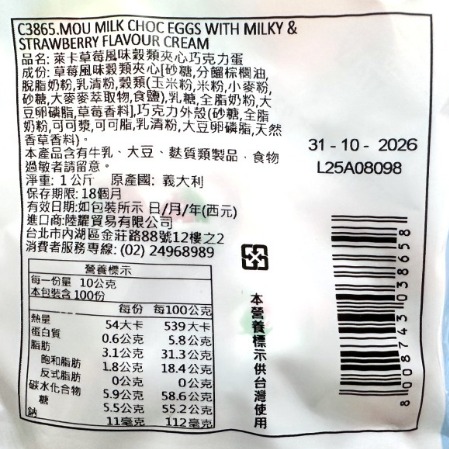 C3865.MOU MILK CHOC EGGS WITH MILKY &
STRAWBERRY FLAVOUR CREAM
品名: 萊卡草莓風味穀類夾心巧克力蛋
成份: 草莓風味穀類夾心[砂糖,分餾棕櫚油,
脫脂奶粉,乳清粉,穀類(玉米粉,米粉,小麥粉,
砂糖,大麥麥萃取物,食鹽),乳糖,全脂奶粉,大
豆卵磷脂,草莓香料],巧克力外殼(砂糖,全脂
奶粉,可可漿,可可脂,乳清粉,大豆卵磷脂,天然
香草香料)。
本產品含有牛乳、大豆、麩質類製品，食物
過敏者請留意。
淨重: 1公斤 原產國: 義大利
保存期限: 18個月
有效日期:如包裝所示 日/月/年(西元)
進口商:陸羅貿易有限公司
台北市內湖區金莊路88號12樓之2
消費者服務專線: (02) 24968989
31 - 10 - 2026
L25A08098
營養標示
每一份量 10公克
本包裝含 100份
每份 每100公克
熱量 54大卡 539大卡
蛋白質 0.6公克 5.8公克
脂肪 3.1公克 31.3公克
飽和脂肪 1.8公克 18.4公克
反式脂肪 0公克 0公克
碳水化合物 5.9公克 58.6公克
糖 5.5公克 55.2公克
鈉 11毫克 112毫克
本營養標示供台灣使用
8 008743 038658